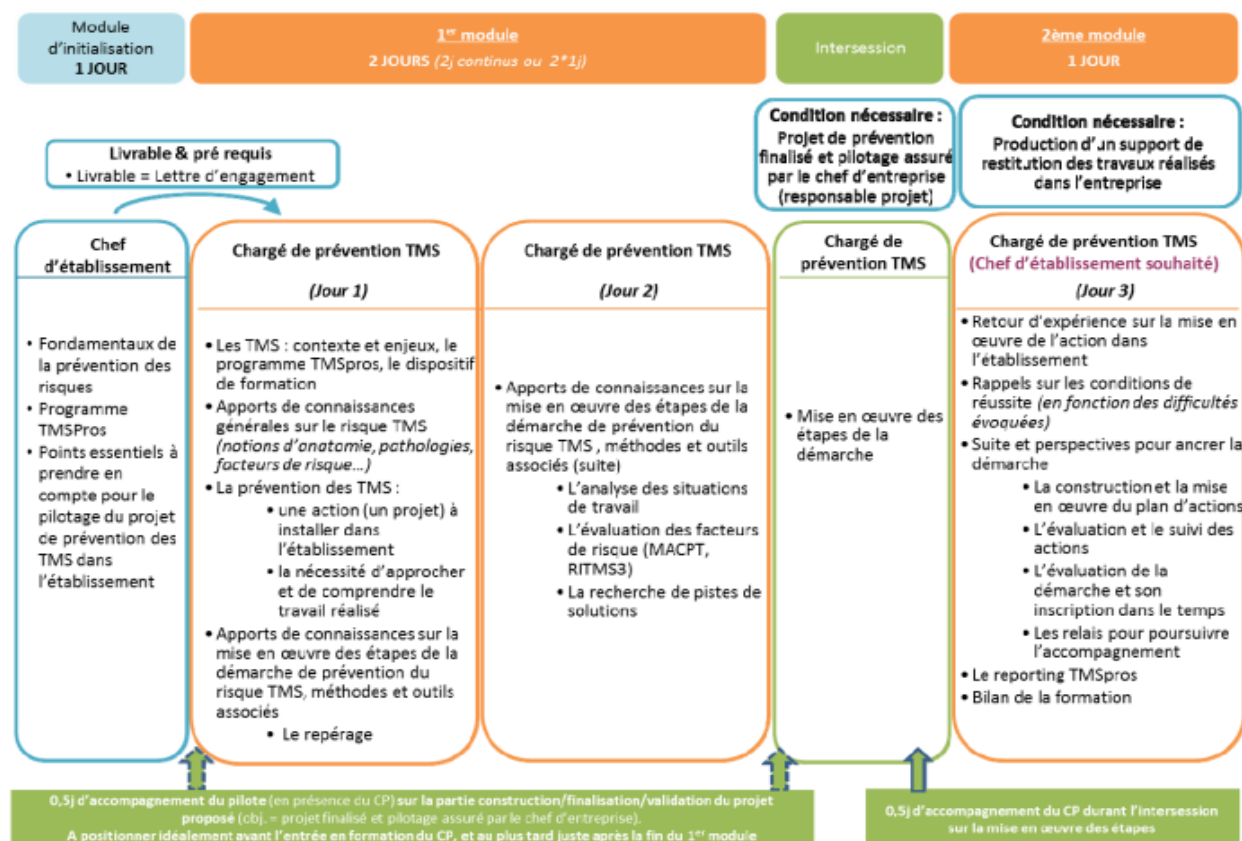 Module
d’initialisation
1 JOUR
1er module
2 JOURS (2j continus ou 2*1j)
Intersession
2ème module
1 JOUR
Livrable & pré requis
• Livrable = Lettre d’engagement
Condition nécessaire :
Projet de prévention
finalisé et pilotage assuré
par le chef d’entreprise
(responsable projet)
Condition nécessaire :
Production d’un support de
restitution des travaux réalisés
dans l’entreprise
Chef
d’établissement
• Fondamentaux de
la prévention des
risques
• Programme
TMSPros
• Points essentiels à
prendre en
compte pour le
pilotage du projet
de prévention des
TMS dans
l’établissement
Chargé de prévention TMS
(Jour 1)
• Les TMS : contexte et enjeux, le
programme TMSpros, le dispositif
de formation
• Apports de connaissances
générales sur le risque TMS
(notions d’anatomie, pathologies,
facteurs de risque…)
• La prévention des TMS :
• une action (un projet) à
installer dans
l’établissement
• la nécessité d’approcher
et de comprendre le
travail réalisé
• Apports de connaissances sur la
mise en œuvre des étapes de la
démarche de prévention du
risque TMS, méthodes et outils
associés
• Le repérage
Chargé de prévention TMS
(Jour 2)
• Apports de connaissances sur la
mise en œuvre des étapes de la
démarche de prévention du
risque TMS , méthodes et outils
associés (suite)
• L’analyse des situations
de travail
• L’évaluation des facteurs
de risque (MACPT,
RITMS3)
• La recherche de pistes de
solutions
Chargé de
prévention TMS
• Mise en œuvre des
étapes de la
démarche
Chargé de prévention TMS
(Chef d’établissement souhaité)
(Jour 3)
• Retour d’expérience sur la mise en
œuvre de l’action dans
l’établissement
• Rappels sur les conditions de
réussite (en fonction des difficultés
évoquées)
• Suite et perspectives pour ancrer la
démarche
• La construction et la mise
en œuvre du plan d’actions
• L’évaluation et le suivi des
actions
• L’évaluation de la
démarche et son
inscription dans le temps
• Les relais pour poursuivre
l’accompagnement
• Le reporting TMSpros
• Bilan de la formation
0,5j d’accompagnement du pilote (en présence du CP) sur la partie construction/finalisation/validation du projet
proposé (obj. = projet finalisé et pilotage assuré par le chef d’entreprise).
A positionner idéalement avant l’entrée en formation du CP, et au plus tard juste après la fin du 1er module
0,5j d’accompagnement du CP durant l’intersession
sur la mise en œuvre des étapes